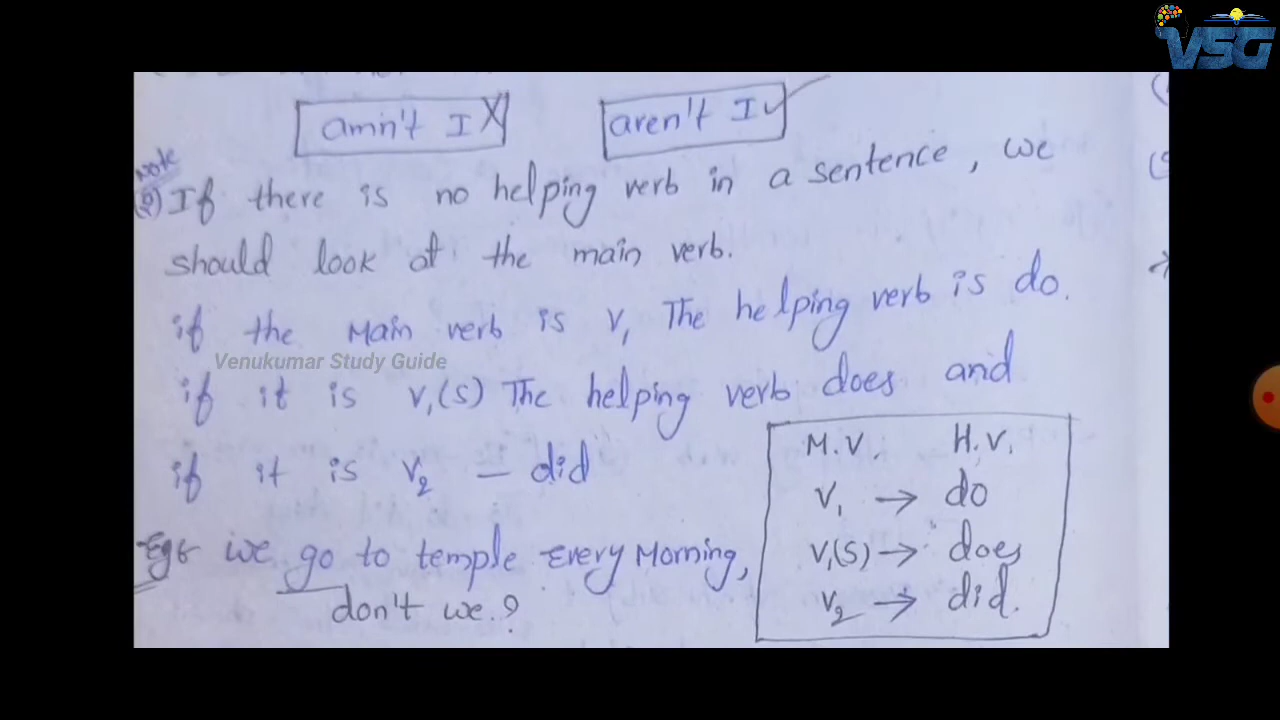 VSG
amn't I X
aren't I ✓
Note
(2) If there is no helping verb in a sentence, we
should look at the main verb.
if the Main verb is V₁ The helping verb is do.
Venukumar Study Guide
if it is V₁(S) The helping verb does and
if it is V₂ — did
M.V. H.V.
V₁ → do
V₁(S) → does
V₂ → did.
Eg: we go to temple Every Morning,
don't we.?